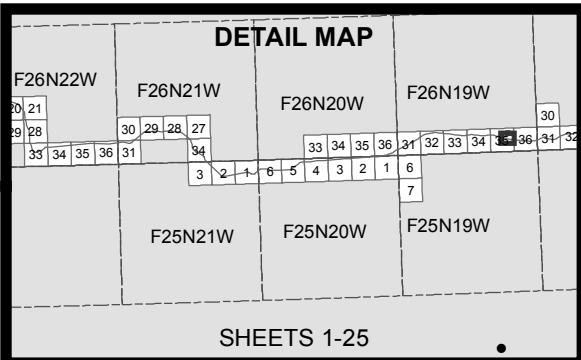 DETAIL MAP
F26N22W F26N21W F26N20W F26N19W
20 21
30
29 28
30 29 28 27
33 34 35 36 31
34
33 34 35 36 31 32 33 34 35 36 31 32
3 2 1 6 5 4 3 2 1 6
7
F25N21W F25N20W F25N19W
SHEETS 1-25